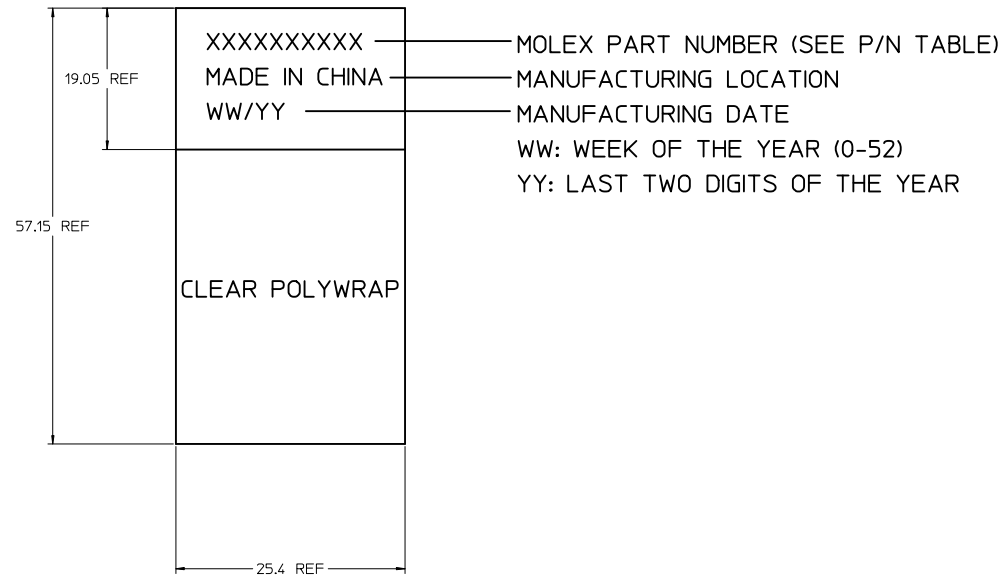 XXXXXXXXXX MOLEX PART NUMBER (SEE P/N TABLE)
19.05 REF
MADE IN CHINA MANUFACTURING LOCATION
WW/YY MANUFACTURING DATE
WW: WEEK OF THE YEAR (0-52)
YY: LAST TWO DIGITS OF THE YEAR
57.15 REF
CLEAR POLYWRAP
25.4 REF